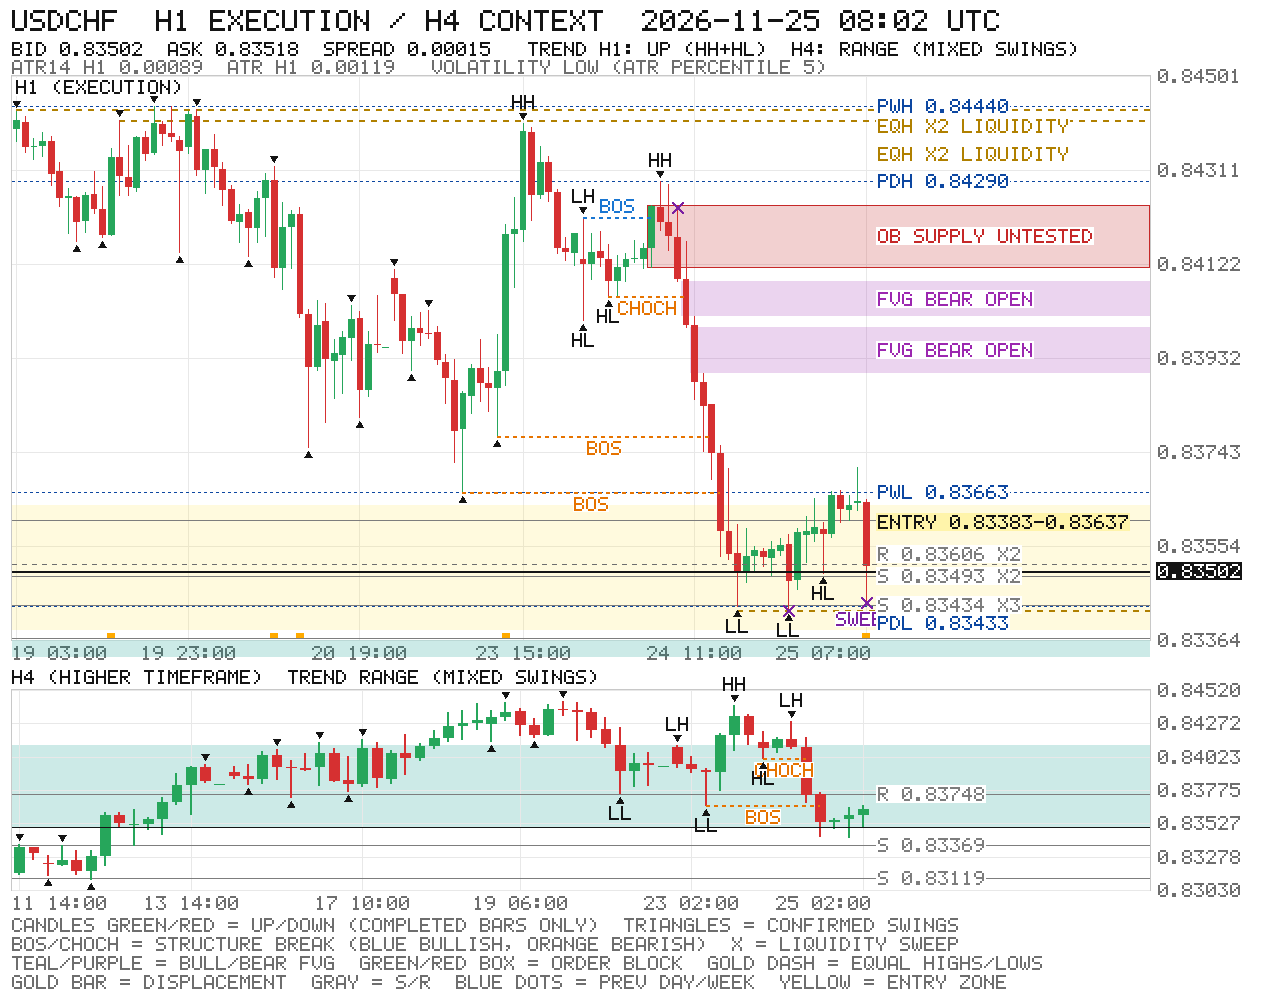 USDCHF  H1 EXECUTION / H4 CONTEXT  2026-11-25 08:02 UTC
BID 0.83502  ASK 0.83518  SPREAD 0.00015  TREND H1: UP (HH+HL)  H4: RANGE (MIXED SWINGS)
ATR14 H1 0.00089  ATR H1 0.00119  VOLATILITY LOW (ATR PERCENTILE 5)
H1 (EXECUTION)
0.84501
HH
PWH 0.84440
EQH X2 LIQUIDITY
EQH X2 LIQUIDITY
HH
0.84311
PDH 0.84290
LH
BOS
OB SUPPLY UNTESTED
0.84122
FVG BEAR OPEN
HL
CHOCH
HL
FVG BEAR OPEN
0.83932
BOS
0.83743
PWL 0.83663
BOS
ENTRY 0.83383-0.83637
R 0.83606 X2
0.83554
0.83502
S 0.83493 X2
HL
S 0.83434 X3
PDL 0.83433
LL
LL
0.83364
19 03:00  19 23:00  20 19:00  23 15:00  24 11:00  25 07:00
H4 (HIGHER TIMEFRAME)  TREND RANGE (MIXED SWINGS)
HH
0.84520
LH
LH
0.84272
0.84023
CHOCH
HL
R 0.83748
0.83775
LL
LL
BOS
0.83527
S 0.83369
0.83278
S 0.83119
0.83030
11 14:00  13 14:00  17 10:00  19 06:00  23 02:00  25 02:00
CANDLES GREEN/RED = UP/DOWN (COMPLETED BARS ONLY)  TRIANGLES = CONFIRMED SWINGS
BOS/CHOCH = STRUCTURE BREAK (BLUE BULLISH, ORANGE BEARISH)  X = LIQUIDITY SWEEP
TEAL/PURPLE = BULL/BEAR FVG  GREEN/RED BOX = ORDER BLOCK  GOLD DASH = EQUAL HIGHS/LOWS
GOLD BAR = DISPLACEMENT  GRAY = S/R  BLUE DOTS = PREV DAY/WEEK  YELLOW = ENTRY ZONE